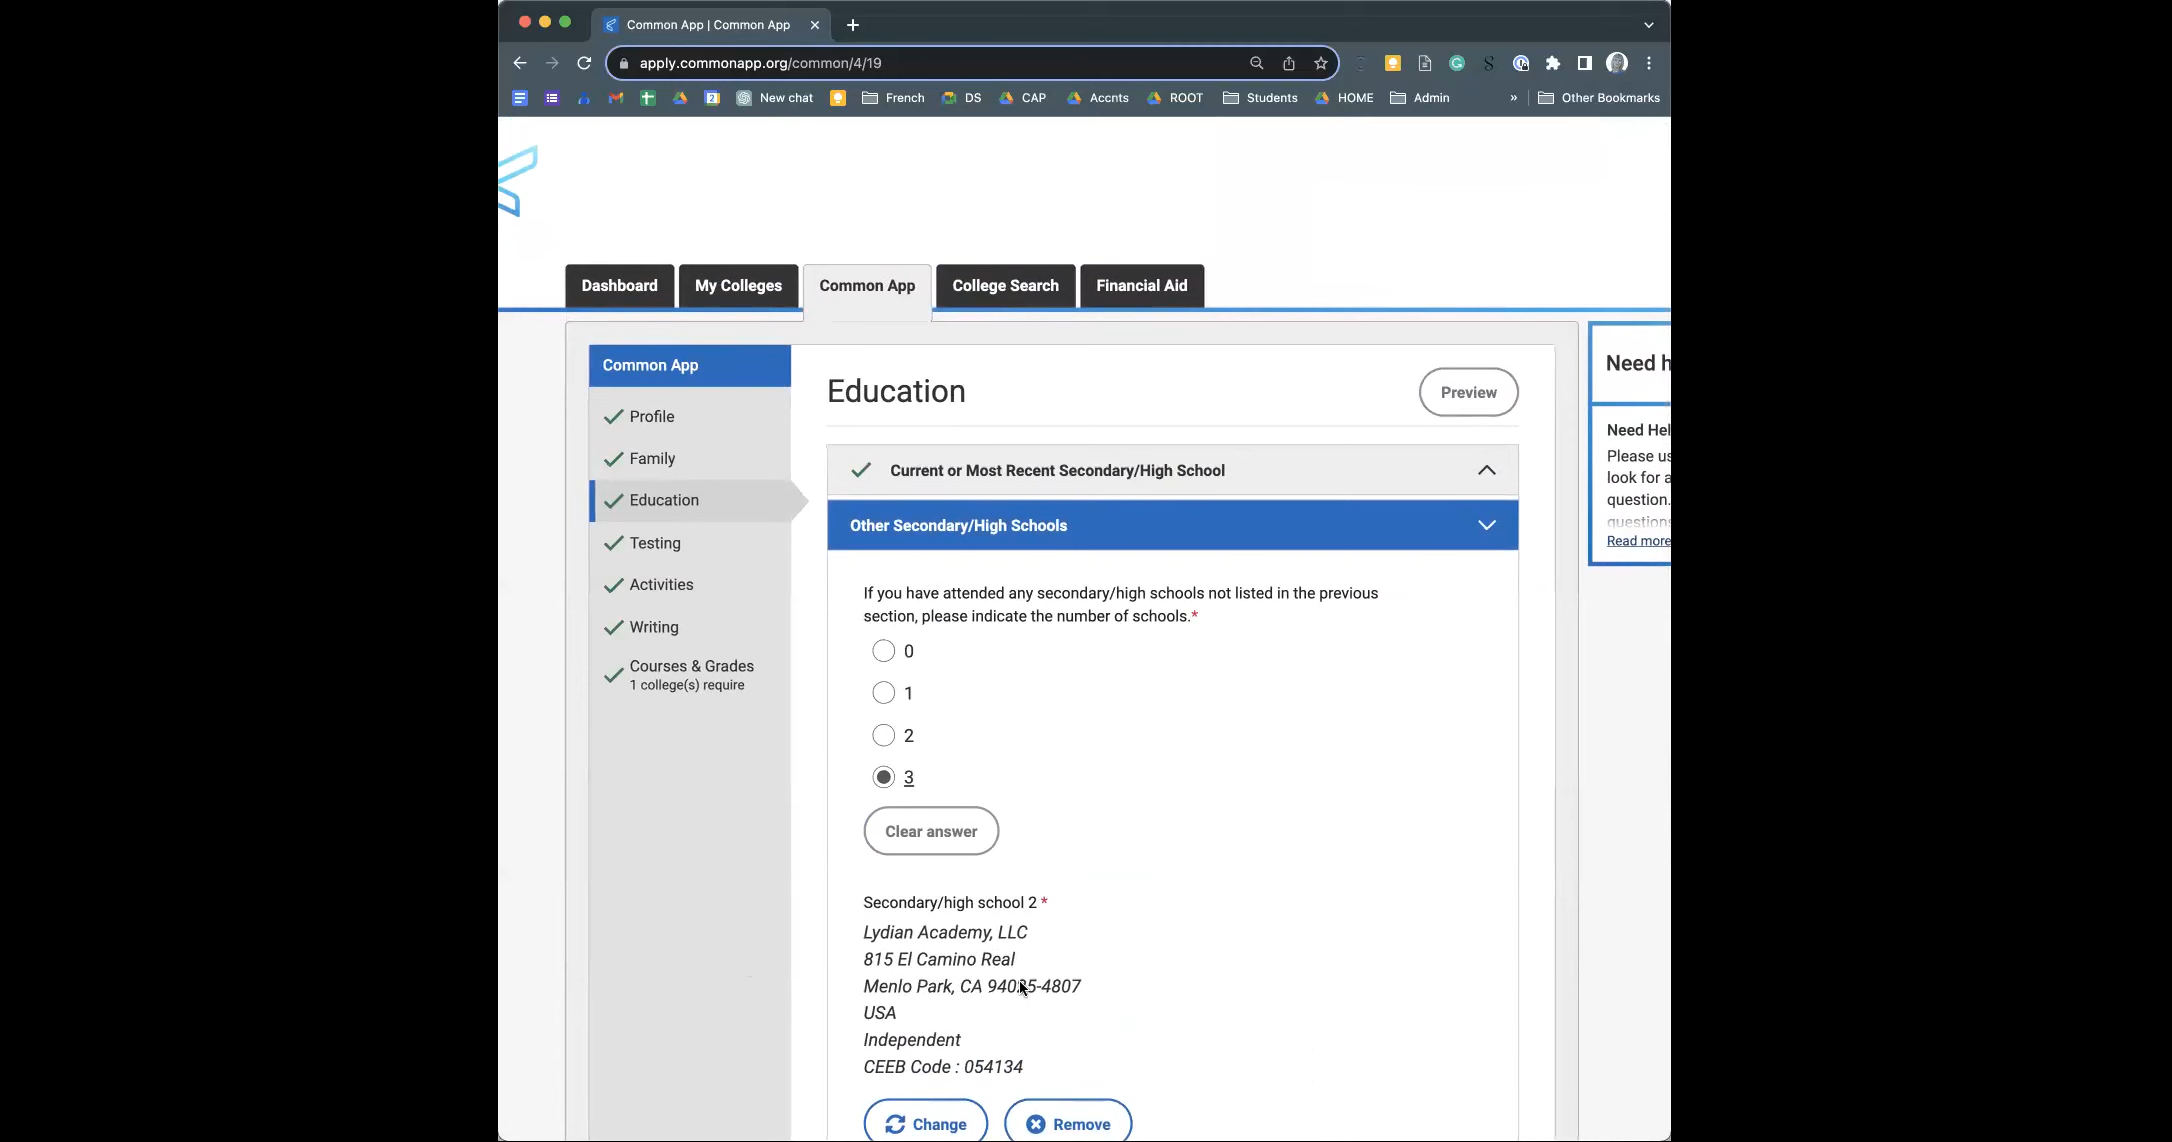 Common App | Common App
apply.commonapp.org/common/4/19
New chat
French
DS
CAP
Accnts
ROOT
Students
HOME
Admin
»
Other Bookmarks
Dashboard
My Colleges
Common App
College Search
Financial Aid
Common App
Profile
Family
Education
Testing
Activities
Writing
Courses & Grades
1 college(s) require
Education
Preview
Current or Most Recent Secondary/High School
Other Secondary/High Schools
If you have attended any secondary/high schools not listed in the previous
section, please indicate the number of schools.*
0
1
2
3
Clear answer
Secondary/high school 2 *
Lydian Academy, LLC
815 El Camino Real
Menlo Park, CA 94025-4807
USA
Independent
CEEB Code : 054134
Change
Remove
Need h
Need Hel
Please us
look for a
question.
questions
Read more